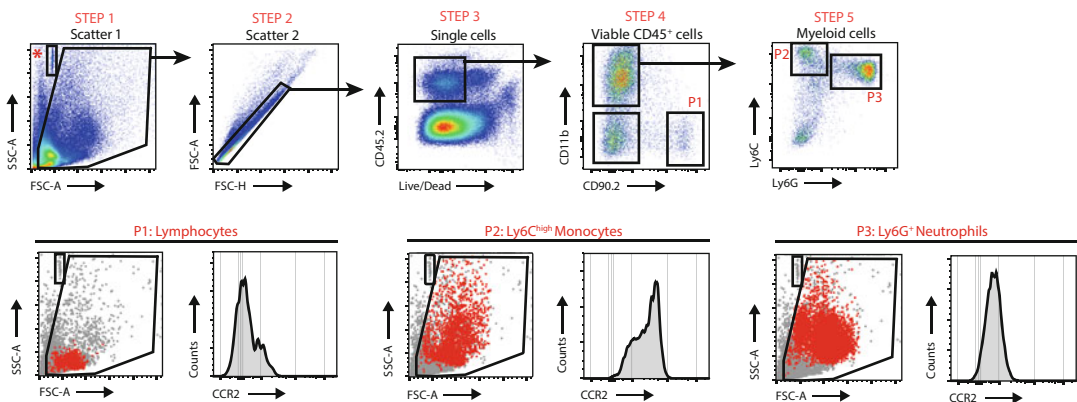 STEP 1
Scatter 1
*
SSC-A
FSC-A
STEP 2
Scatter 2
FSC-A
FSC-H
STEP 3
Single cells
CD45.2
Live/Dead
STEP 4
Viable CD45⁺ cells
P1
CD11b
CD90.2
STEP 5
Myeloid cells
P2
P3
Ly6C
Ly6G
P1: Lymphocytes
SSC-A
FSC-A
Counts
CCR2
P2: Ly6Cʰⁱᵍʰ Monocytes
SSC-A
FSC-A
Counts
CCR2
P3: Ly6G⁺ Neutrophils
SSC-A
FSC-A
Counts
CCR2